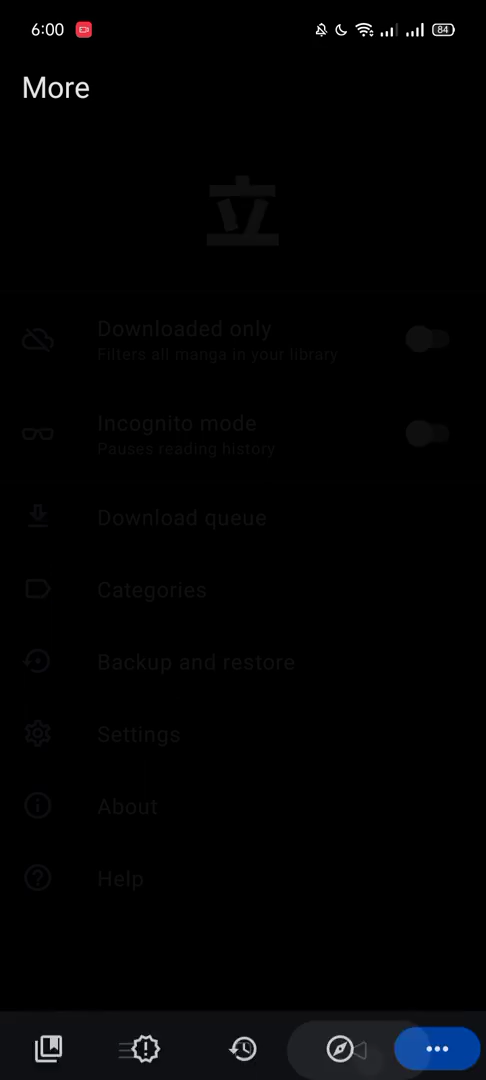 6:00
84
More
立
Downloaded only
Filters all manga in your library
Incognito mode
Pauses reading history
Download queue
Categories
Backup and restore
Settings
About
Help